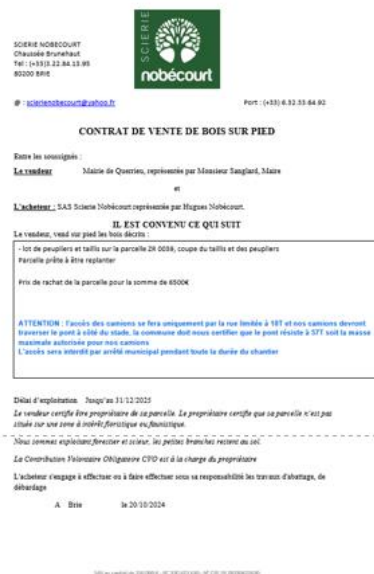 SCIERIE NOBECOURT
Chaussée Brunehaut
Tel : (+33)3.22.84.13.95
80200 BRIE
SCIERIE
nobécourt
@ : scierienobecourt@yahoo.fr
Port : (+33) 6.32.33.64.92
CONTRAT DE VENTE DE BOIS SUR PIED
Entre les soussignés :
Le vendeur Mairie de Querrieu, représentée par Monsieur Sanglard, Maire
et
L'acheteur : SAS Scierie Nobécourt représentée par Hugues Nobécourt.
IL EST CONVENU CE QUI SUIT
Le vendeur, vend sur pied les bois décrits :
- lot de peupliers et taillis sur la parcelle ZR 0039, coupe du taillis et des peupliers
Parcelle prête à être replanter
Prix de rachat de la parcelle pour la somme de 6500€
ATTENTION : l'accès des camions se fera uniquement par la rue limitée à 18T et nos camions devront
traverser le pont à côté du stade, la commune doit nous certifier que le pont résiste à 57T soit la masse
maximale autorisée pour nos camions
L'accès sera interdit par arrêté municipal pendant toute la durée du chantier
Délai d'exploitation Jusqu'au 31/12/2025
Le vendeur certifie être propriétaire de sa parcelle. Le propriétaire certifie que sa parcelle n'est pas
située sur une zone à intérêt floristique ou faunistique.
Nous sommes exploitant forestier et scieur, les petites branches restent au sol.
La Contribution Volontaire Obligatoire CVO est à la charge du propriétaire
L'acheteur s'engage à effectuer ou à faire effectuer sous sa responsabilité les travaux d'abattage, de
débardage
A Brie le 20/10/2024